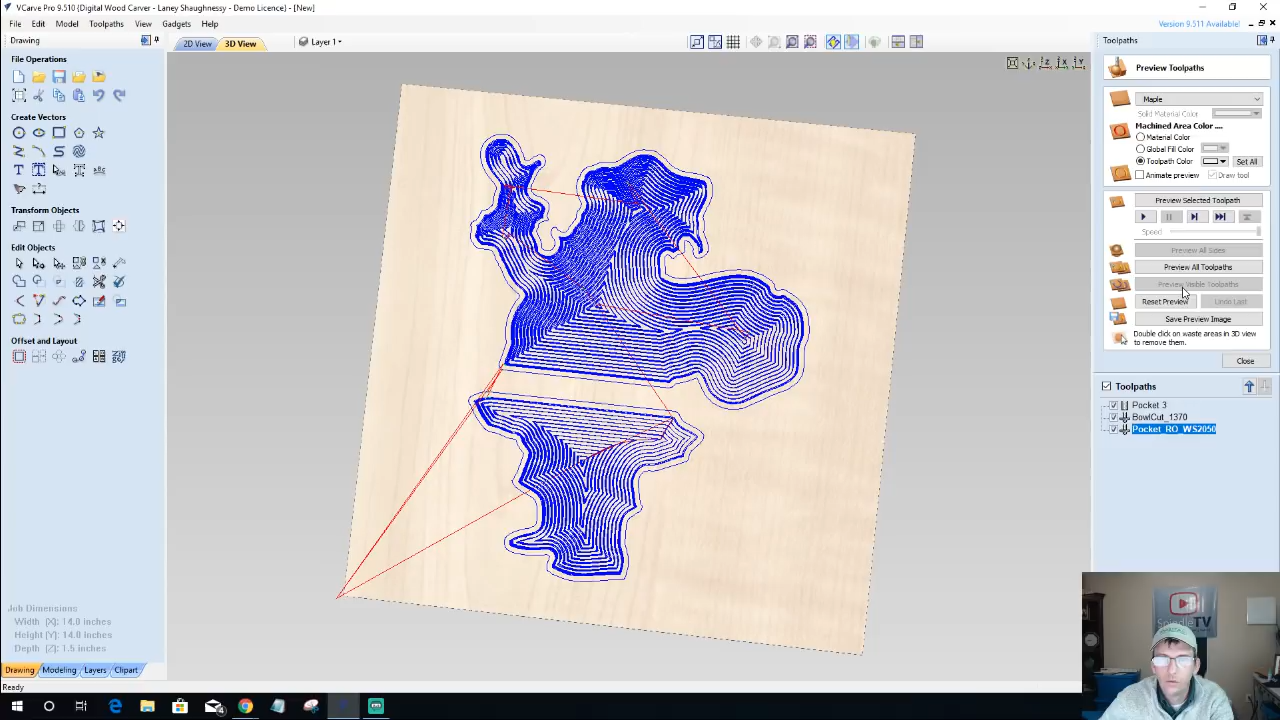 VCarve Pro 9.510 {Digital Wood Carver - Laney Shaughnessy - Demo Licence} - [New]
File Edit Model Toolpaths View Gadgets Help
Version 9.511 Available!
Drawing
2D View 3D View Layer 1
Toolpaths
File Operations
Create Vectors
Transform Objects
Edit Objects
Offset and Layout
Job Dimensions
Width [X]: 14.0 inches
Height [Y]: 14.0 inches
Depth [Z]: 1.5 inches
Drawing Modeling Layers Clipart
Ready
Preview Toolpaths
Maple
Solid Material Color
Machined Area Color ....
Material Color
Global Fill Color
Toolpath Color Set All
Animate preview Draw tool
Preview Selected Toolpath
Speed:
Preview All Sides
Preview All Toolpaths
Preview Visible Toolpaths
Reset Preview Undo Last
Save Preview Image
Double click on waste areas in 3D view
to remove them.
Close
Toolpaths
Pocket 3
BowlCut_1370
Pocket_RO_WS2050
SpindleTV